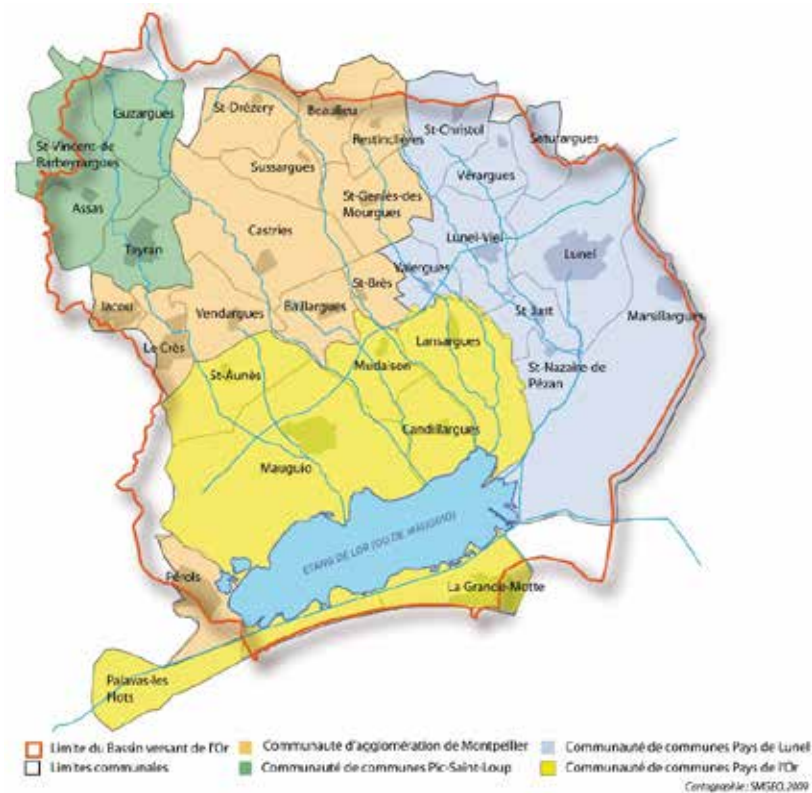 Guzargues
St-Drézery
Beaulieu
Restinclières
St-Christol
Saturargues
St-Vincent-de
Barbeyrargues
Sussargues
Vérargues
Assas
St-Geniès-des
Mourgues
Castries
Lunel-Viel
Lunel
Teyran
Valergues
St-Brès
Jacou
Vendargues
Baillargues
St-Just
Marsillargues
Le Crès
Lansargues
St-Aunès
Mudaison
St-Nazaire de
Pézan
Candillargues
Mauguio
ETANG DE L'OR (OU DE MAUGUIO)
Pérols
La Grande-Motte
Palavas-les
Flots
Limite du Bassin versant de l'Or
Communauté d'agglomération de Montpellier
Communauté de communes Pays de Lunel
Limites communales
Communauté de communes Pic-Saint-Loup
Communauté de communes Pays de l'Or
Cartographie : SMGEO, 2009